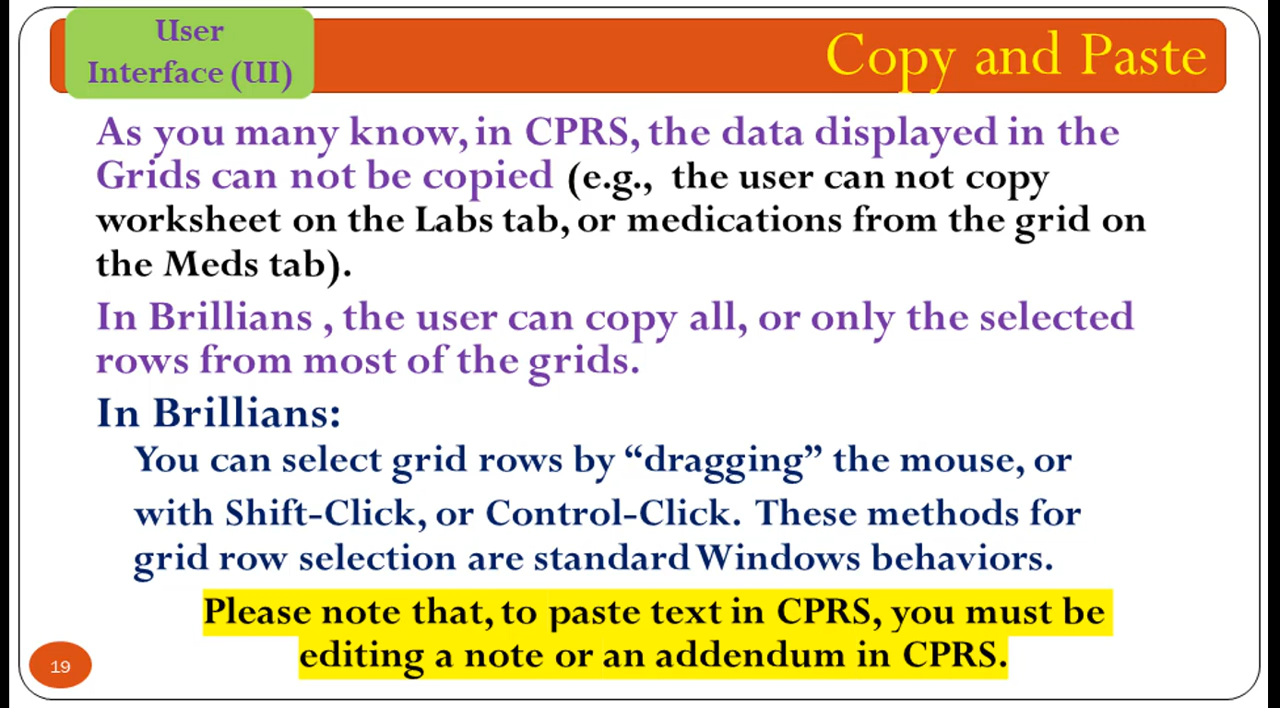 User
Interface (UI)
Copy and Paste
As you many know, in CPRS, the data displayed in the
Grids can not be copied (e.g., the user can not copy
worksheet on the Labs tab, or medications from the grid on
the Meds tab).
In Brillians , the user can copy all, or only the selected
rows from most of the grids.
In Brillians:
You can select grid rows by “dragging” the mouse, or
with Shift-Click, or Control-Click. These methods for
grid row selection are standard Windows behaviors.
Please note that, to paste text in CPRS, you must be
editing a note or an addendum in CPRS.
19